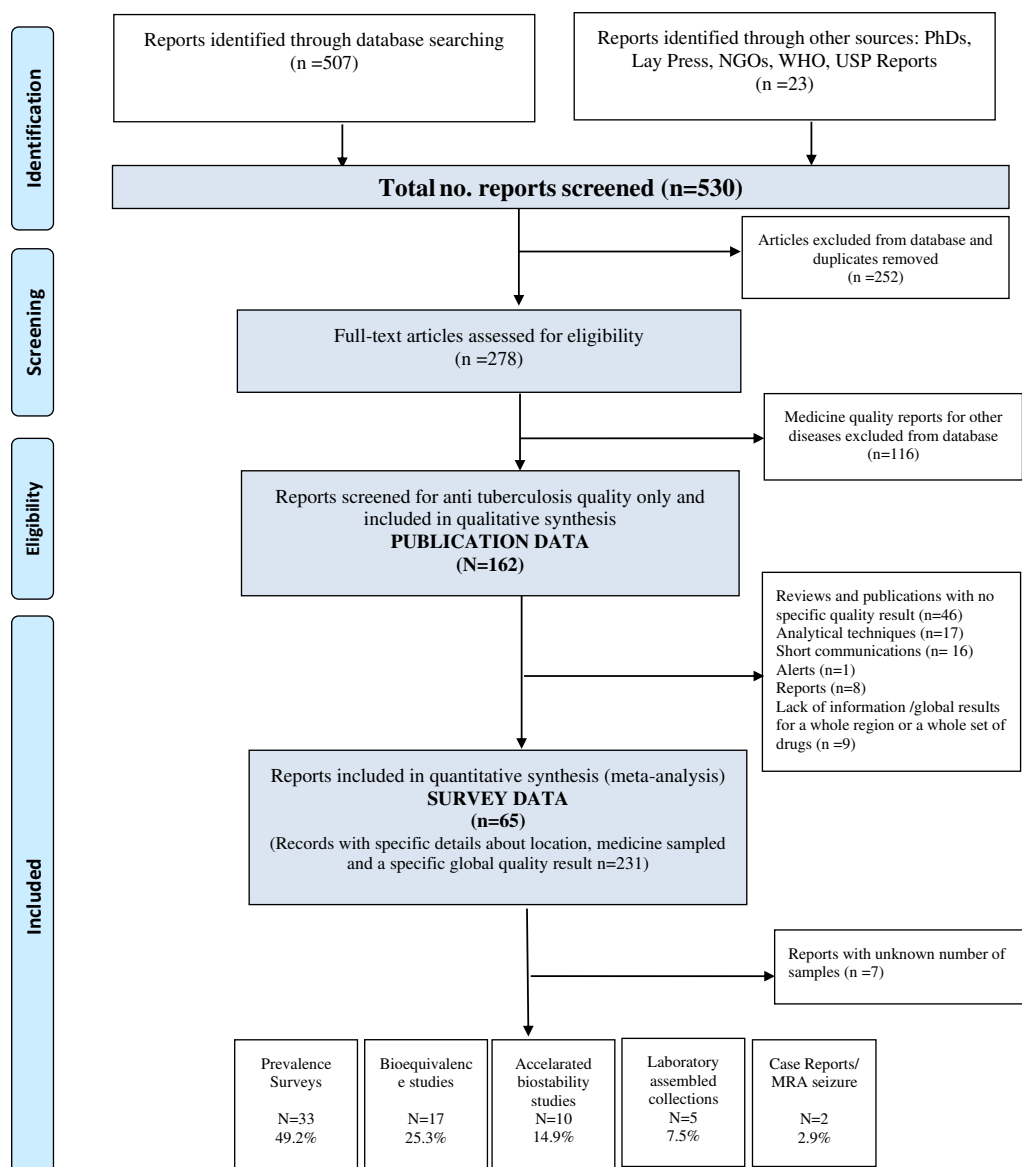 Identification
Reports identified through database searching
(n =507)
Reports identified through other sources: PhDs,
Lay Press, NGOs, WHO, USP Reports
(n =23)
Total no. reports screened (n=530)
Screening
Articles excluded from database and
duplicates removed
(n =252)
Full-text articles assessed for eligibility
(n =278)
Eligibility
Medicine quality reports for other
diseases excluded from database
(n=116)
Reports screened for anti tuberculosis quality only and
included in qualitative synthesis
PUBLICATION DATA
(N=162)
Included
Reviews and publications with no
specific quality result (n=46)
Analytical techniques (n=17)
Short communications (n= 16)
Alerts (n=1)
Reports (n=8)
Lack of information /global results
for a whole region or a whole set of
drugs (n =9)
Reports included in quantitative synthesis (meta-analysis)
SURVEY DATA
(n=65)
(Records with specific details about location, medicine sampled
and a specific global quality result n=231)
Reports with unknown number of
samples (n =7)
Prevalence
Surveys
N=33
49.2%
Bioequivalenc
e studies
N=17
25.3%
Accelarated
biostability
studies
N=10
14.9%
Laboratory
assembled
collections
N=5
7.5%
Case Reports/
MRA seizure
N=2
2.9%